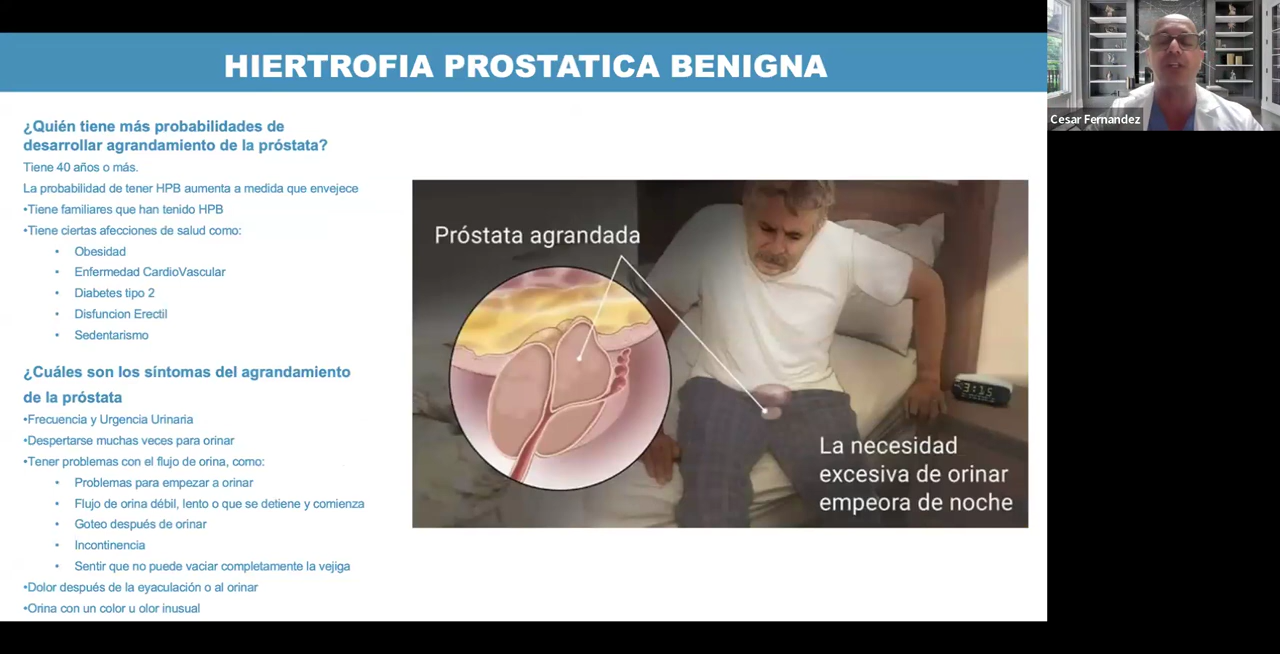 HIERTROFIA PROSTATICA BENIGNA
¿Quién tiene más probabilidades de
desarrollar agrandamiento de la próstata?
Tiene 40 años o más.
La probabilidad de tener HPB aumenta a medida que envejece
•Tiene familiares que han tenido HPB
•Tiene ciertas afecciones de salud como:
• Obesidad
• Enfermedad CardioVascular
• Diabetes tipo 2
• Disfuncion Erectil
• Sedentarismo
¿Cuáles son los síntomas del agrandamiento
de la próstata
•Frecuencia y Urgencia Urinaria
•Despertarse muchas veces para orinar
•Tener problemas con el flujo de orina, como:
• Problemas para empezar a orinar
• Flujo de orina débil, lento o que se detiene y comienza
• Goteo después de orinar
• Incontinencia
• Sentir que no puede vaciar completamente la vejiga
•Dolor después de la eyaculación o al orinar
•Orina con un color u olor inusual
Próstata agrandada
3:15
La necesidad
excesiva de orinar
empeora de noche
Cesar Fernandez